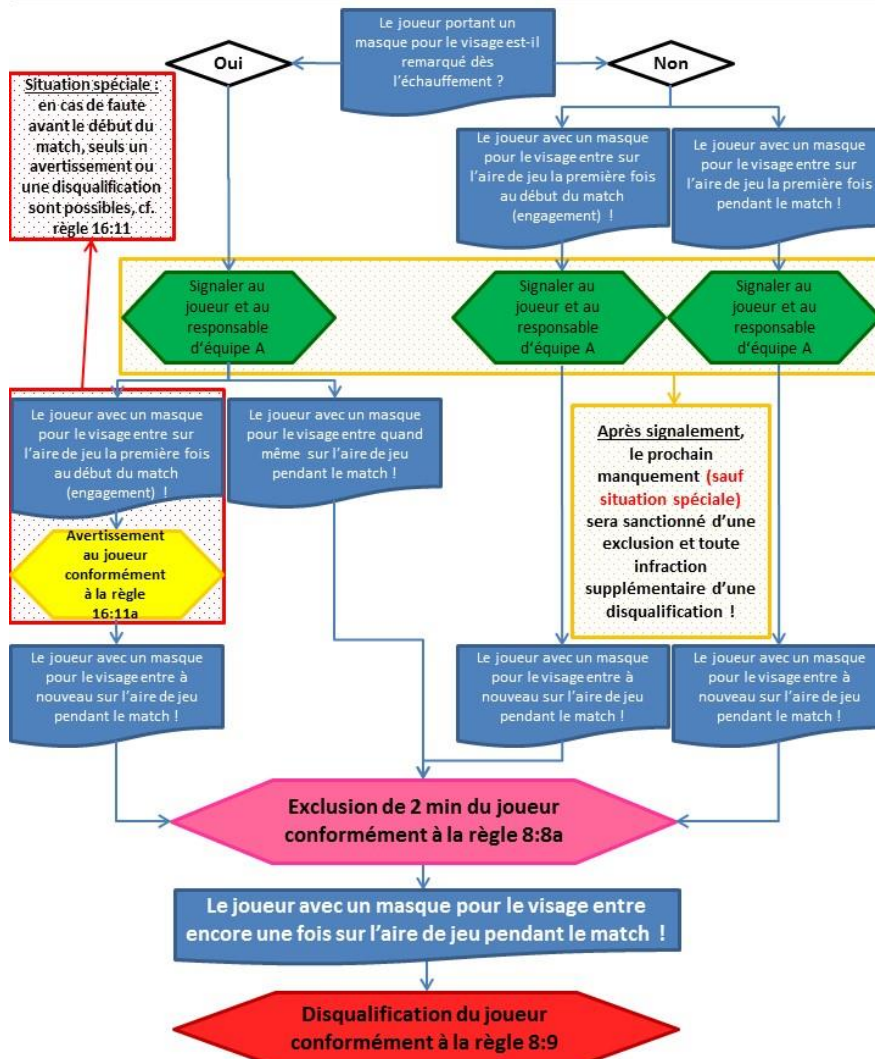 Le joueur portant un
masque pour le visage est-il
remarqué dès
l'échauffement ?
Oui
Non
Situation spéciale :
en cas de faute
avant le début du
match, seuls un
avertissement ou
une disqualification
sont possibles, cf.
règle 16:11
Le joueur avec un masque
pour le visage entre sur
l'aire de jeu la première fois
au début du match
(engagement) !
Le joueur avec un masque
pour le visage entre sur
l'aire de jeu la première fois
pendant le match !
Signaler au
joueur et au
responsable
d'équipe A
Signaler au
joueur et au
responsable
d'équipe A
Signaler au
joueur et au
responsable
d'équipe A
Le joueur avec un masque
pour le visage entre sur
l'aire de jeu la première fois
au début du match
(engagement) !
Le joueur avec un masque
pour le visage entre quand
même sur l'aire de jeu
pendant le match !
Après signalement,
le prochain
manquement (sauf
situation spéciale)
sera sanctionné d'une
exclusion et toute
infraction
supplémentaire d'une
disqualification !
Avertissement
au joueur
conformément
à la règle
16:11a
Le joueur avec un masque
pour le visage entre à
nouveau sur l'aire de jeu
pendant le match !
Le joueur avec un masque
pour le visage entre à
nouveau sur l'aire de jeu
pendant le match !
Le joueur avec un masque
pour le visage entre à
nouveau sur l'aire de jeu
pendant le match !
Exclusion de 2 min du joueur
conformément à la règle 8:8a
Le joueur avec un masque pour le visage entre
encore une fois sur l'aire de jeu pendant le match !
Disqualification du joueur
conformément à la règle 8:9